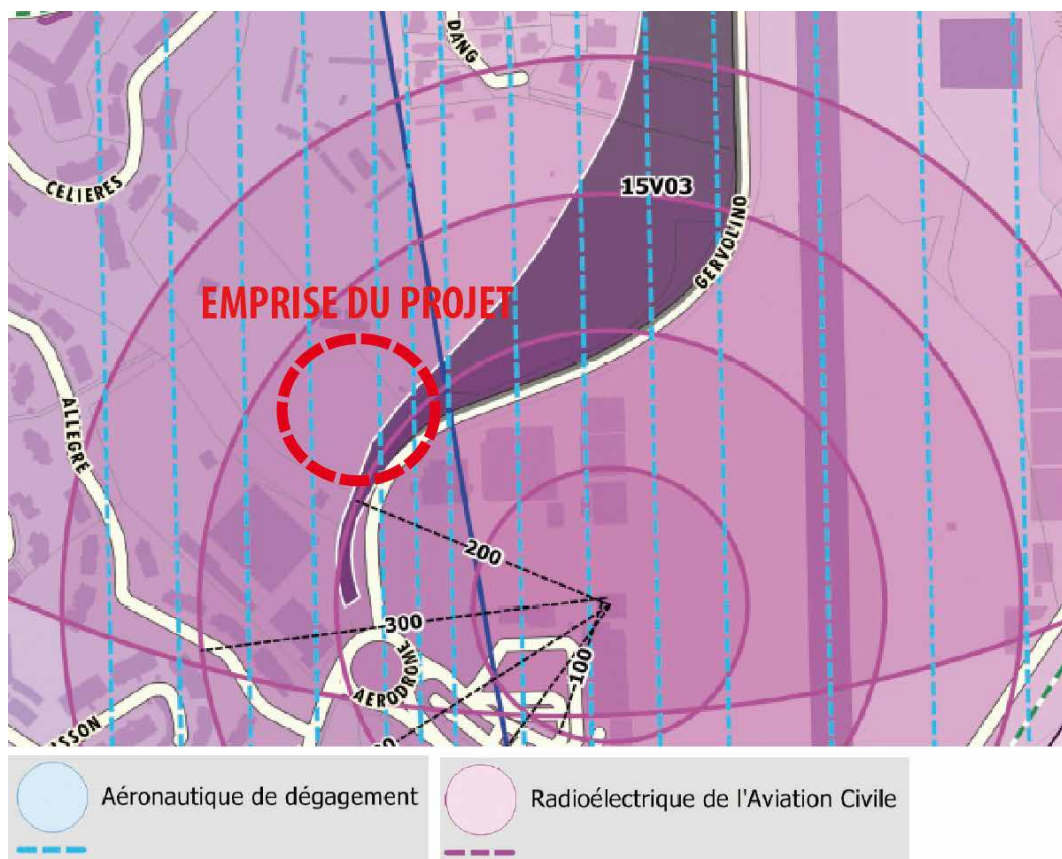 DANG
CELIERES
15V03
GERVOLINO
EMPRISE DU PROJET
ALLEGRE
200
300
100
AERODROME
SSON
Aéronautique de dégagement
Radioélectrique de l'Aviation Civile